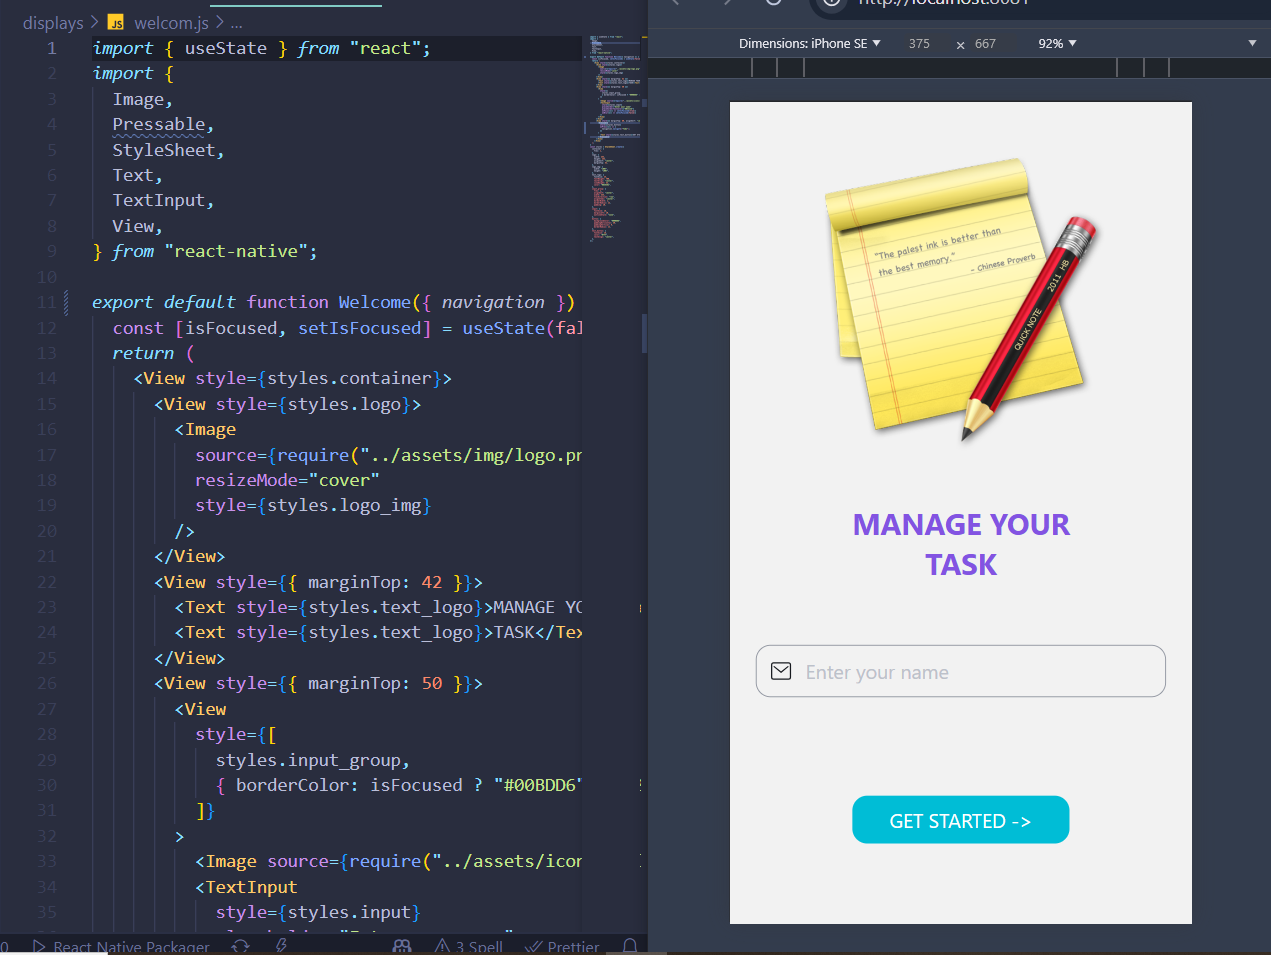 displays > JS welcom.js > ...
1 import { useState } from "react";
2 import {
3 Image,
4 Pressable,
5 StyleSheet,
6 Text,
7 TextInput,
8 View,
9 } from "react-native";
10
11 export default function Welcome({ navigation })
12 const [isFocused, setIsFocused] = useState(fal
13 return (
14 <View style={styles.container}>
15 <View style={styles.logo}>
16 <Image
17 source={require("../assets/img/logo.pr
18 resizeMode="cover"
19 style={styles.logo_img}
20 />
21 </View>
22 <View style={{ marginTop: 42 }}>
23 <Text style={styles.text_logo}>MANAGE YO
24 <Text style={styles.text_logo}>TASK</Tex
25 </View>
26 <View style={{ marginTop: 50 }}>
27 <View
28 style={[
29 styles.input_group,
30 { borderColor: isFocused ? "#00BDD6"
31 ]}
32 >
33 <Image source={require("../assets/icon
34 <TextInput
35 style={styles.input}
React Native Packager
3 Spell
Prettier
http://localhost:8081
Dimensions: iPhone SE ▼ 375 x 667 92% ▼
"The palest ink is better than
the best memory."
- Chinese Proverb
QUICK NOTE 2011 HB
MANAGE YOUR
TASK
Enter your name
GET STARTED ->